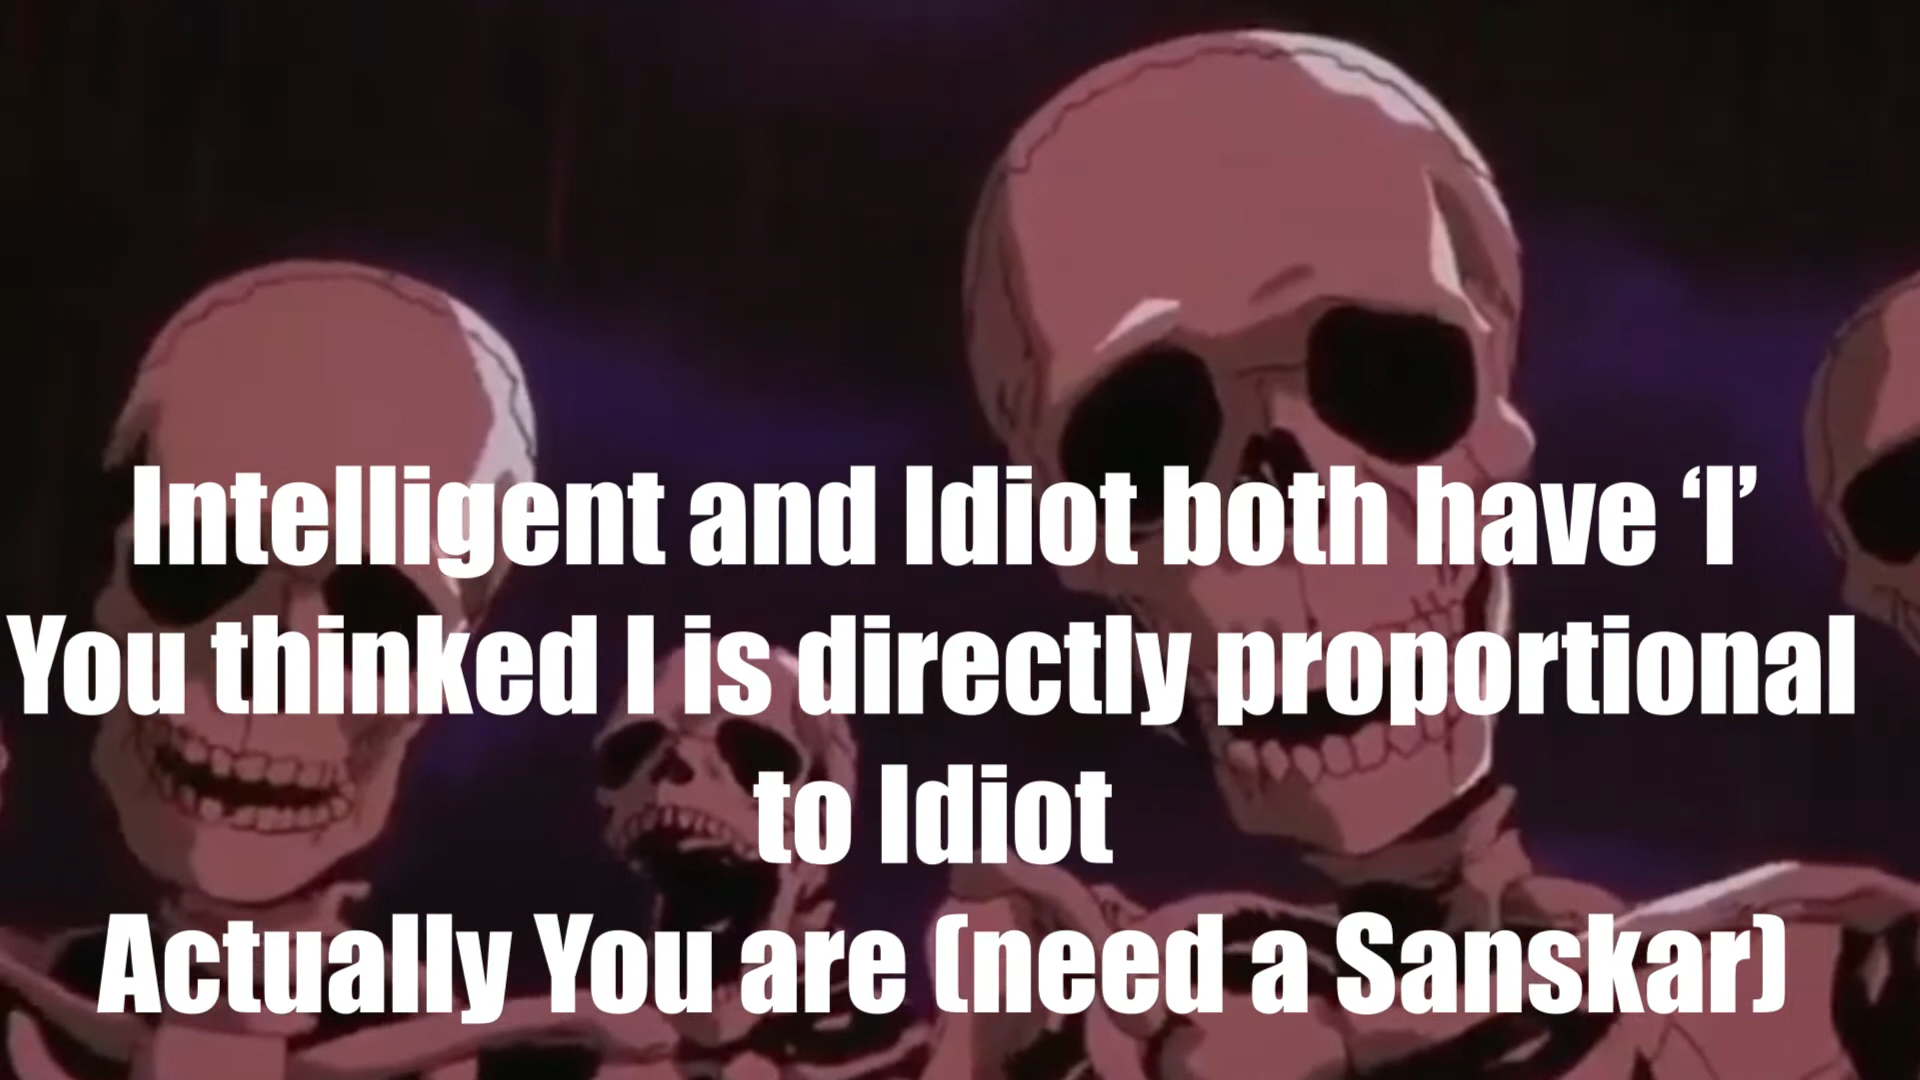 Intelligent and Idiot both have ‘I’
You thinked I is directly proportional
to Idiot
Actually You are (need a Sanskar)